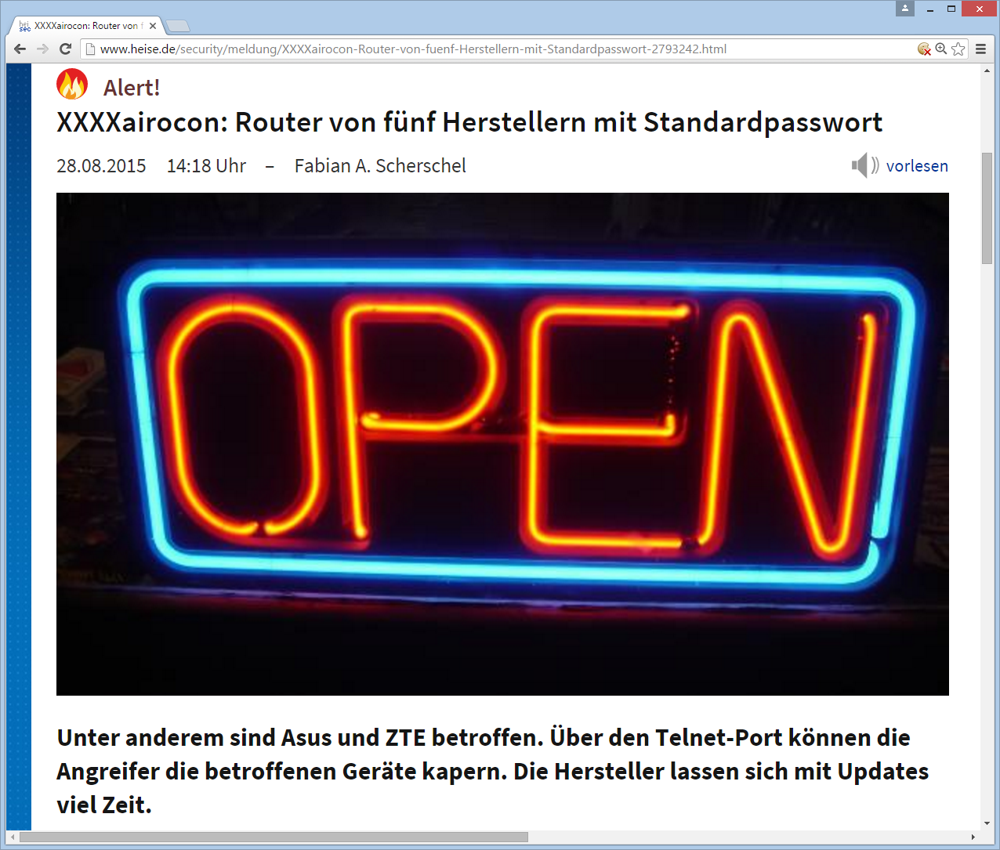 hei sec XXXXairocon: Router von f
www.heise.de/security/meldung/XXXXairocon-Router-von-fuenf-Herstellern-mit-Standardpasswort-2793242.html
Alert!
XXXXairocon: Router von fünf Herstellern mit Standardpasswort
28.08.2015 14:18 Uhr – Fabian A. Scherschel vorlesen
OPEN
Unter anderem sind Asus und ZTE betroffen. Über den Telnet-Port können die
Angreifer die betroffenen Geräte kapern. Die Hersteller lassen sich mit Updates
viel Zeit.